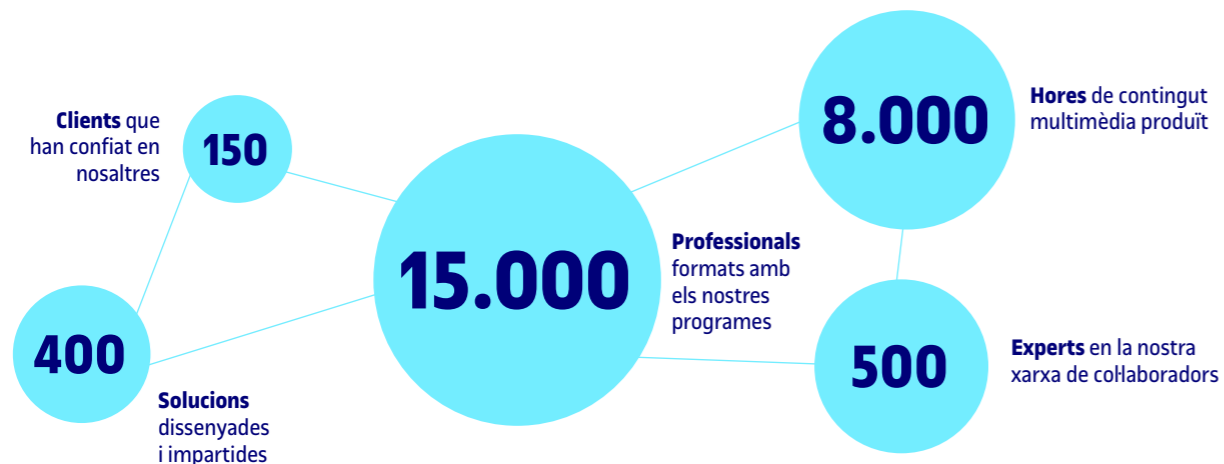 Clients que
han confiat en
nosaltres
150
400
Solucions
dissenyades
i impartides
15.000
Professionals
formats amb
els nostres
programes
8.000
Hores de contingut
multimèdia produït
500
Experts en la nostra
xarxa de col·laboradors